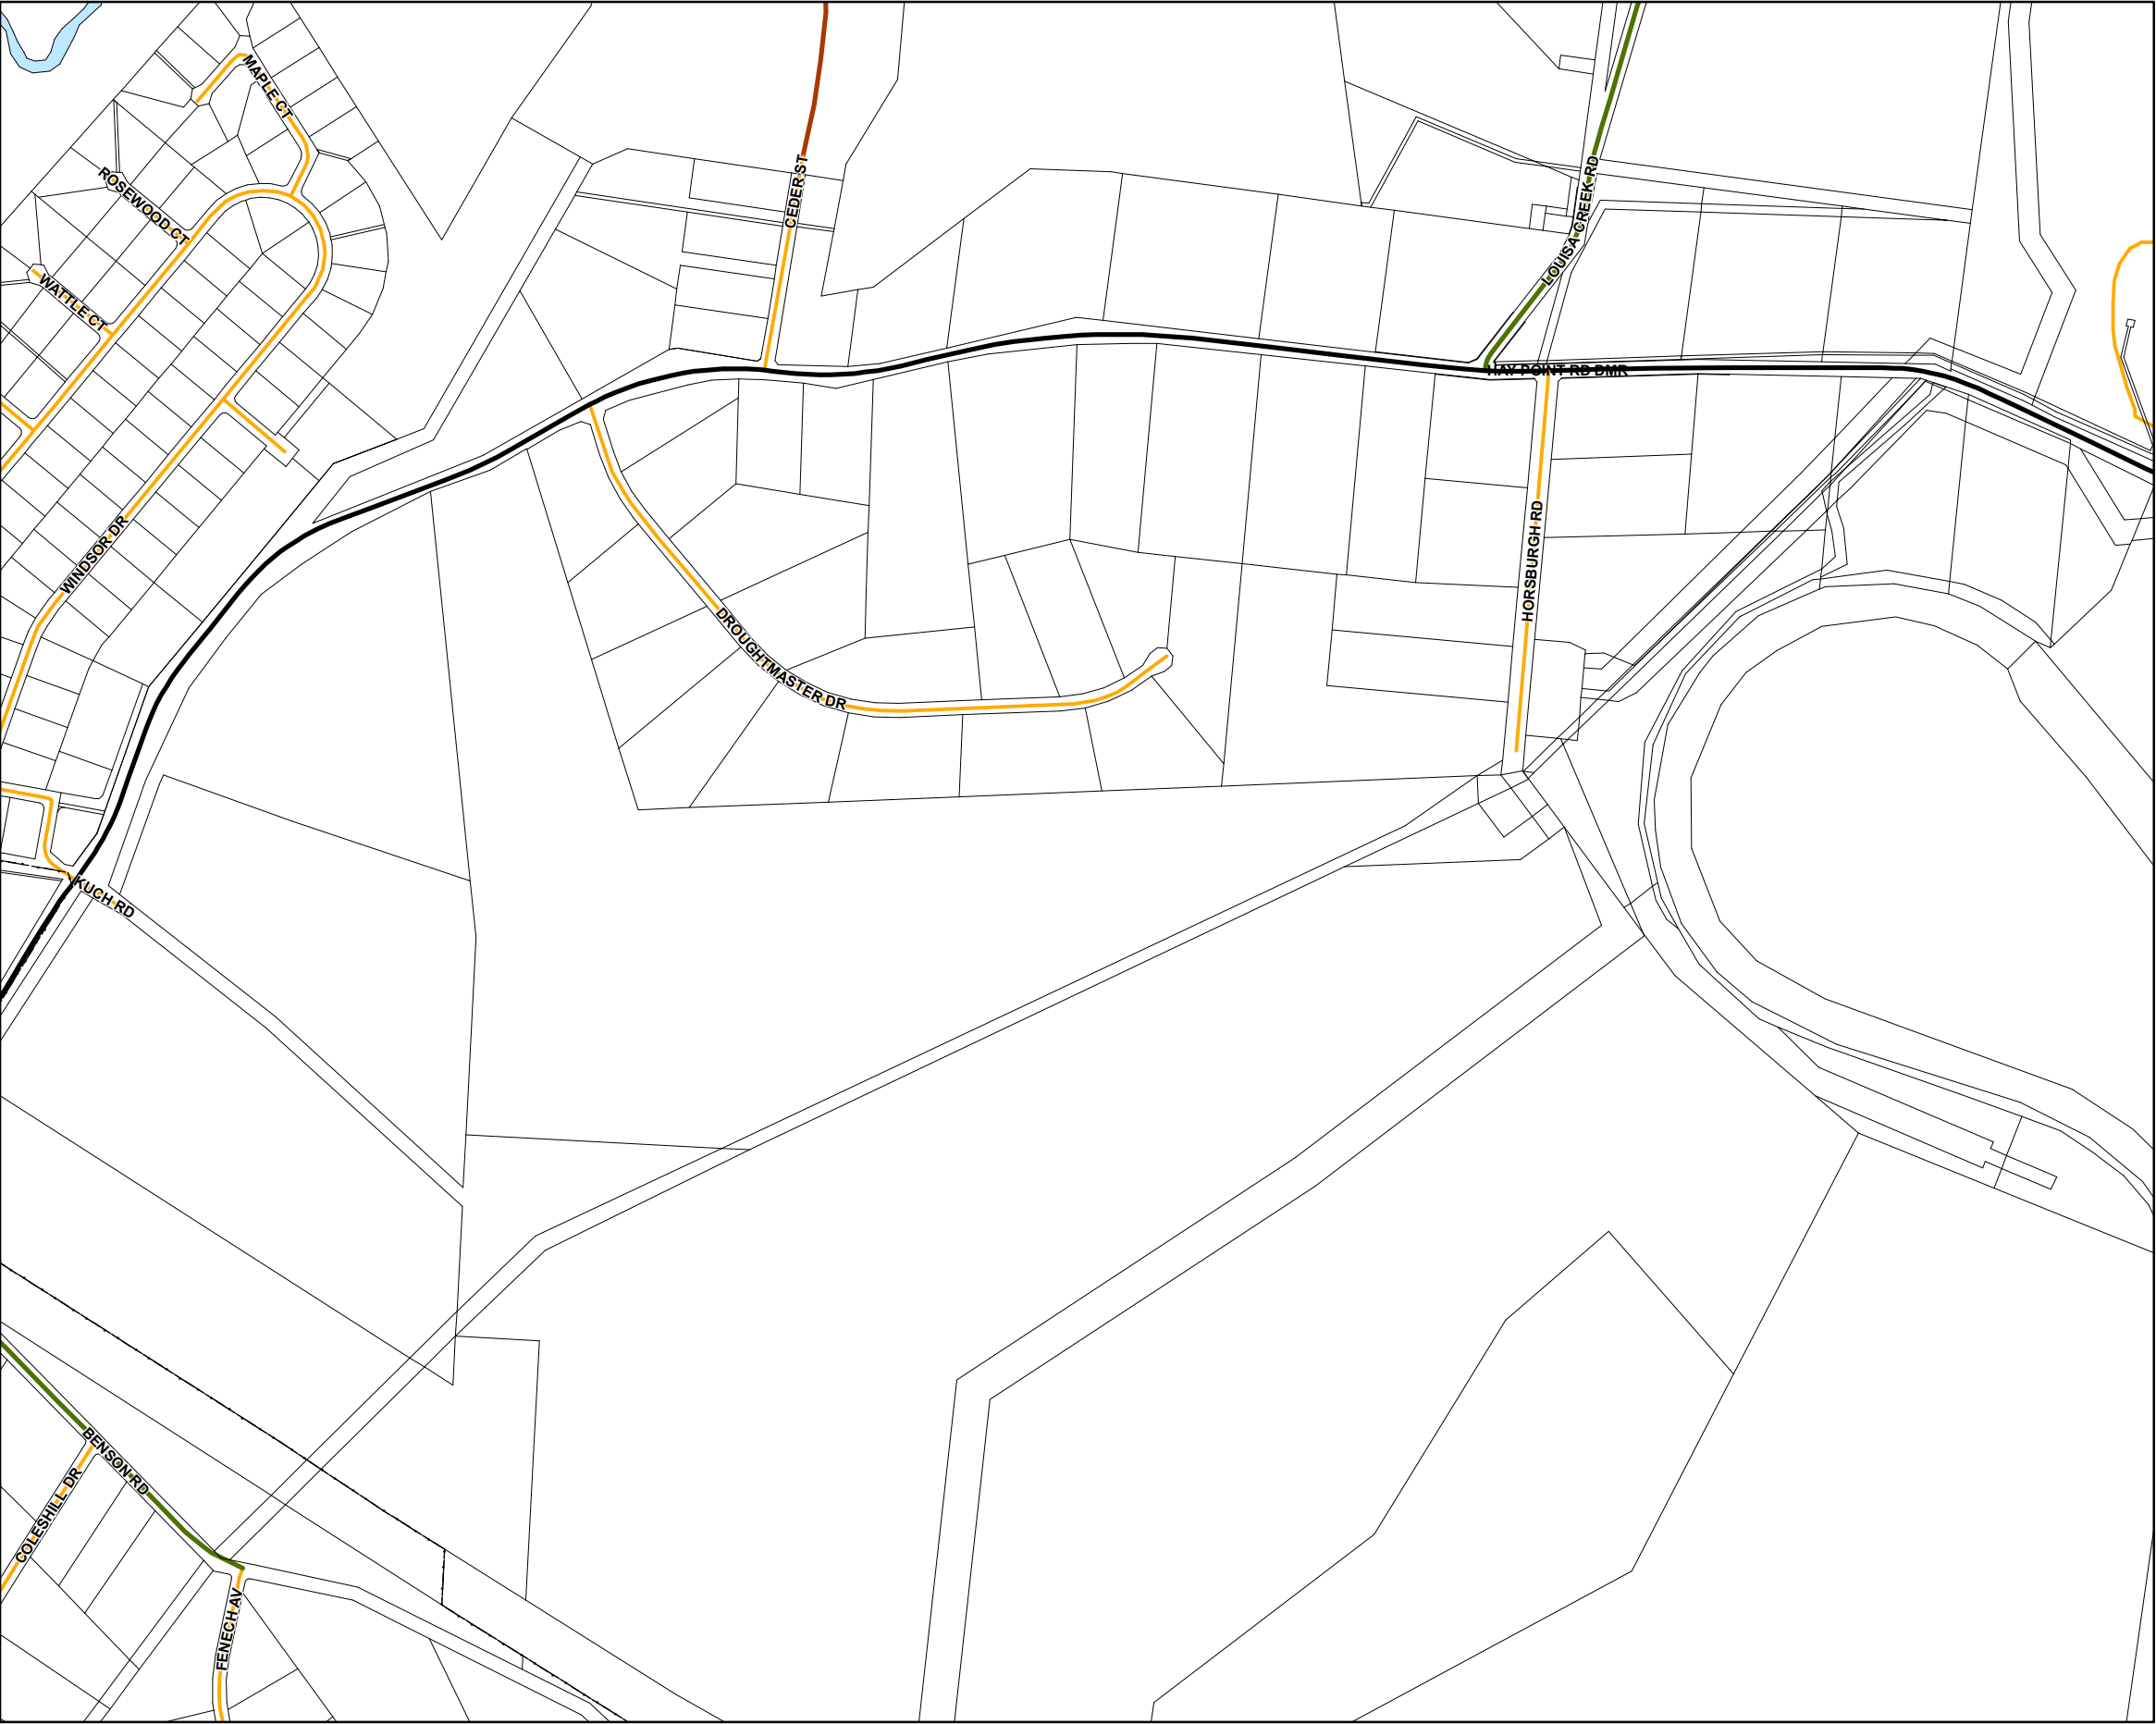 MAPLE CT
ROSEWOOD CT
CEDER ST
LOUISA CREEK RD
WATTLE CT
HAY POINT RD DMR
WINDSOR DR
HORSBURGH RD
DROUGHTMASTER DR
KUCH RD
BENSON RD
COLESHILL DR
FENECH AV